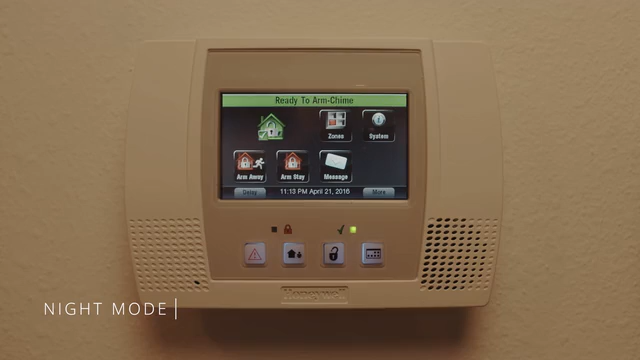 Ready To Arm-Chime
Zones
System
Arm Away
Arm Stay
Message
Delay
11:13 PM April 21, 2016
More
Honeywell
NIGHT MODE